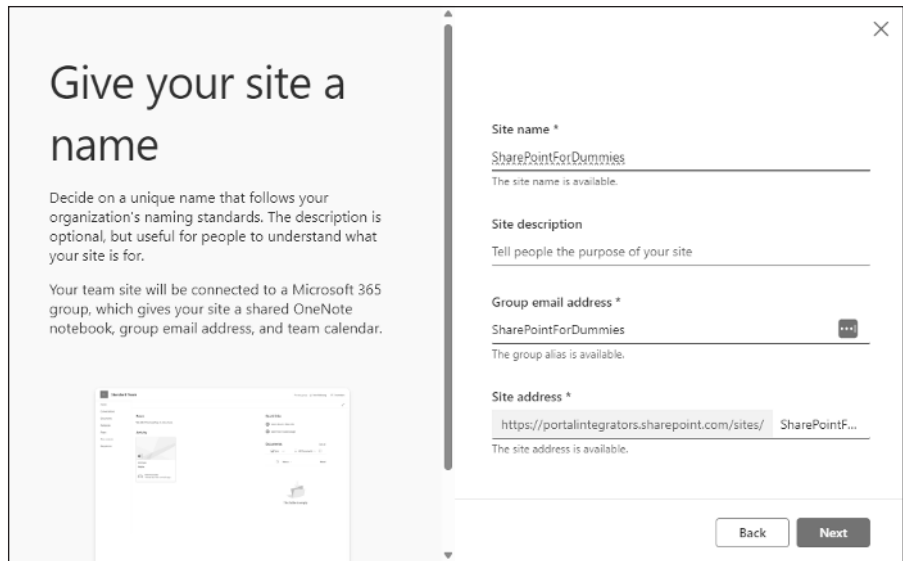 Give your site a
name
Decide on a unique name that follows your
organization's naming standards. The description is
optional, but useful for people to understand what
your site is for.
Your team site will be connected to a Microsoft 365
group, which gives your site a shared OneNote
notebook, group email address, and team calendar.
Site name *
SharePointForDummies
The site name is available.
Site description
Tell people the purpose of your site
Group email address *
SharePointForDummies
The group alias is available.
Site address *
https://portalintegrators.sharepoint.com/sites/ SharePointF...
The site address is available.
Back Next